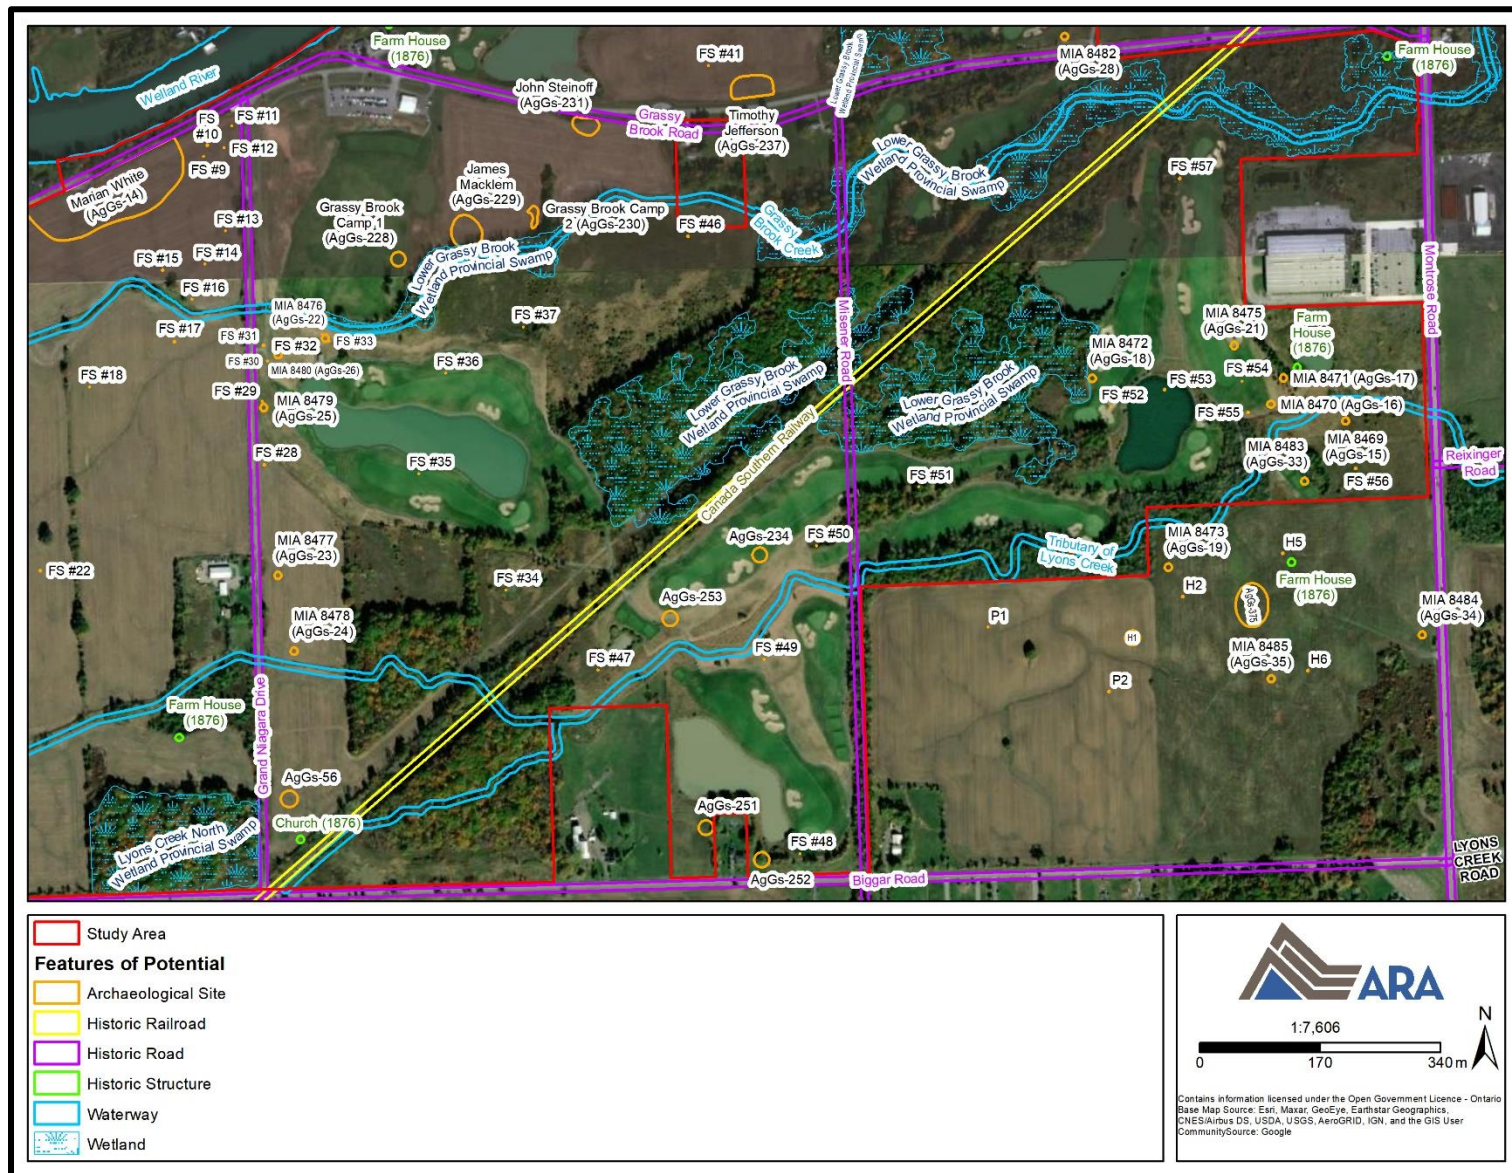 Farm House
(1876)
FS #41
MIA 8482
(AgGs-28)
Farm House
(1876)
Welland River
Lower Grassy Brook
Wetland Provincial Swamp
John Steinoff
(AgGs-231)
Grassy
Brook Road
Timothy
Jefferson
(AgGs-237)
FS
#10
FS #11
FS #12
FS #9
Marian White
(AgGs-14)
James
Macklem
(AgGs-229)
Lower Grassy Brook
Wetland Provincial Swamp
FS #57
FS #13
Grassy Brook
Camp 1
(AgGs-228)
Grassy Brook Camp
2 (AgGs-230)
FS #46
Grassy
Brook Creek
FS #15
FS #14
Lower Grassy Brook
Wetland Provincial Swamp
Montrose Road
FS #16
MIA 8476
(AgGs-22)
FS #37
Misener Road
FS #17
FS #31
FS #32
FS #33
FS #30
MIA 8480 (AgGs-26)
FS #36
MIA 8475
(AgGs-21)
Farm
House
(1876)
MIA 8472
(AgGs-18)
FS #18
FS #29
MIA 8479
(AgGs-25)
Lower Grassy Brook
Wetland Provincial Swamp
Lower Grassy Brook
Wetland Provincial Swamp
FS #52
FS #53
FS #54
MIA 8471 (AgGs-17)
FS #55
MIA 8470 (AgGs-16)
MIA 8483
(AgGs-33)
MIA 8469
(AgGs-15)
Reixinger
Road
FS #28
FS #35
Canada Southern Railway
FS #51
FS #56
MIA 8477
(AgGs-23)
AgGs-234
FS #50
Tributary of
Lyons Creek
MIA 8473
(AgGs-19)
H5
Farm House
(1876)
FS #22
FS #34
AgGs-253
H2
AgGs-375
P1
H1
MIA 8478
(AgGs-24)
MIA 8484
(AgGs-34)
FS #47
FS #49
MIA 8485
(AgGs-35)
H6
P2
Farm House
(1876)
Grand Niagara Drive
AgGs-56
Church (1876)
AgGs-251
Lyons Creek North
Wetland Provincial Swamp
FS #48
AgGs-252
Biggar Road
LYONS
CREEK
ROAD
Study Area
Features of Potential
Archaeological Site
Historic Railroad
Historic Road
Historic Structure
Waterway
Wetland
ARA
1:7,606
N
0 170 340 m
Contains information licensed under the Open Government Licence - Ontario
Base Map Source: Esri, Maxar, GeoEye, Earthstar Geographics,
CNES/Airbus DS, USDA, USGS, AeroGRID, IGN, and the GIS User
CommunitySource: Google